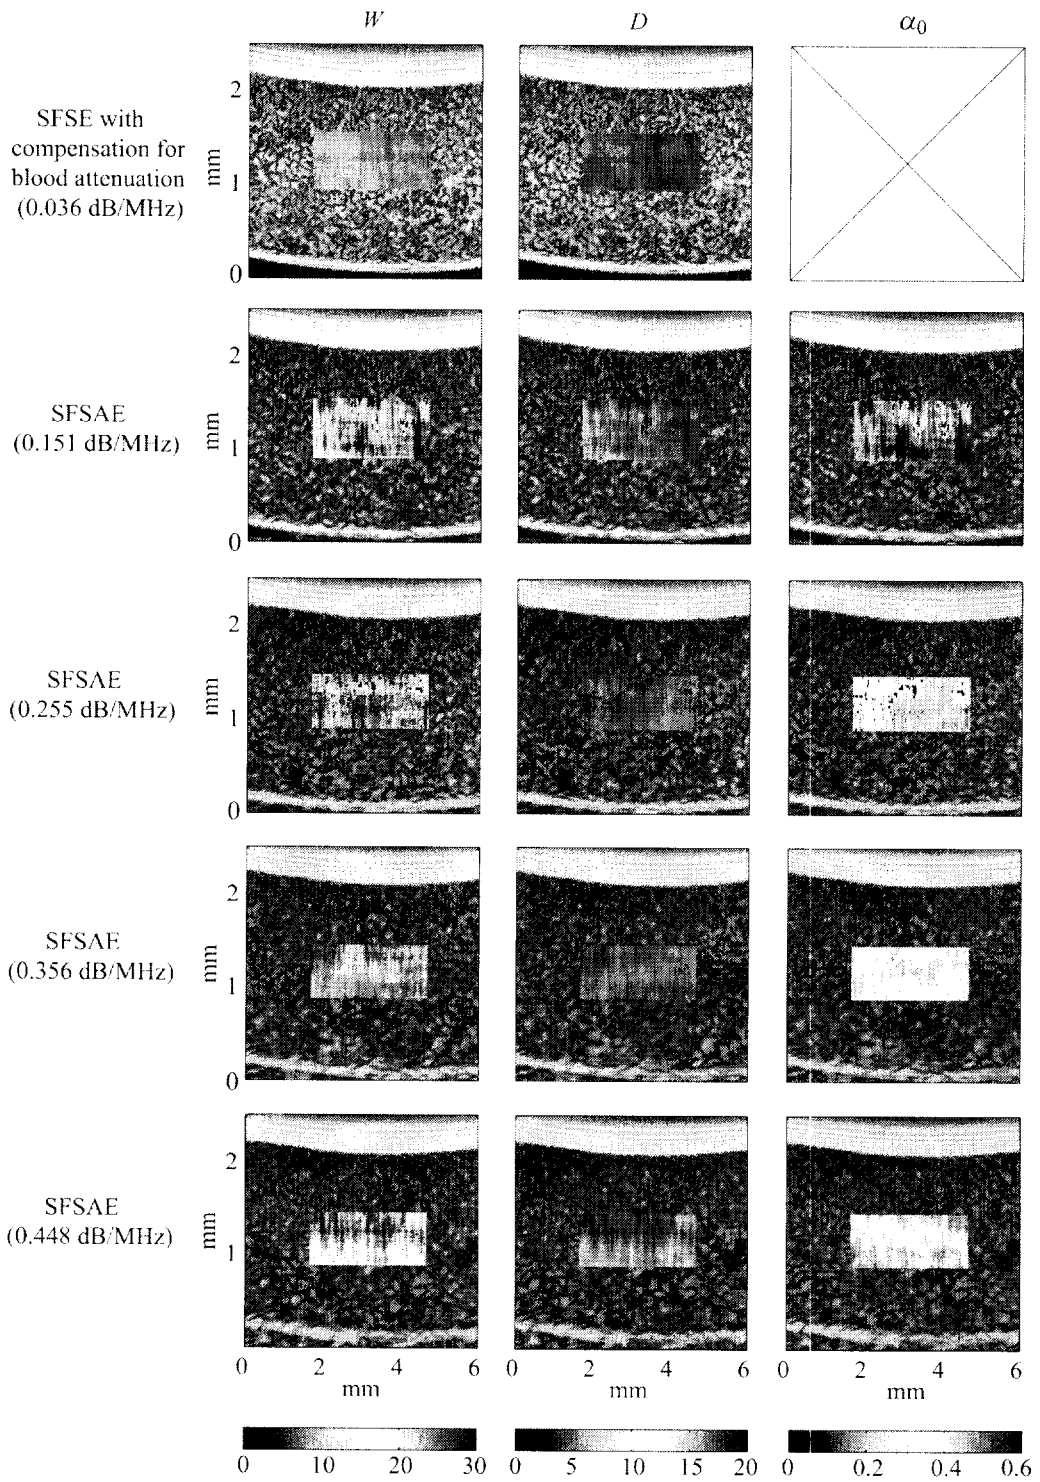 W D α0
SFSE with
compensation for
blood attenuation
(0.036 dB/MHz)
mm
2
1
0
SFSAE
(0.151 dB/MHz)
mm
2
1
0
SFSAE
(0.255 dB/MHz)
mm
2
1
0
SFSAE
(0.356 dB/MHz)
mm
2
1
0
SFSAE
(0.448 dB/MHz)
mm
2
1
0 2 4 6 0 2 4 6 0 2 4 6
mm mm mm
0 10 20 30 0 5 10 15 20 0 0.2 0.4 0.6